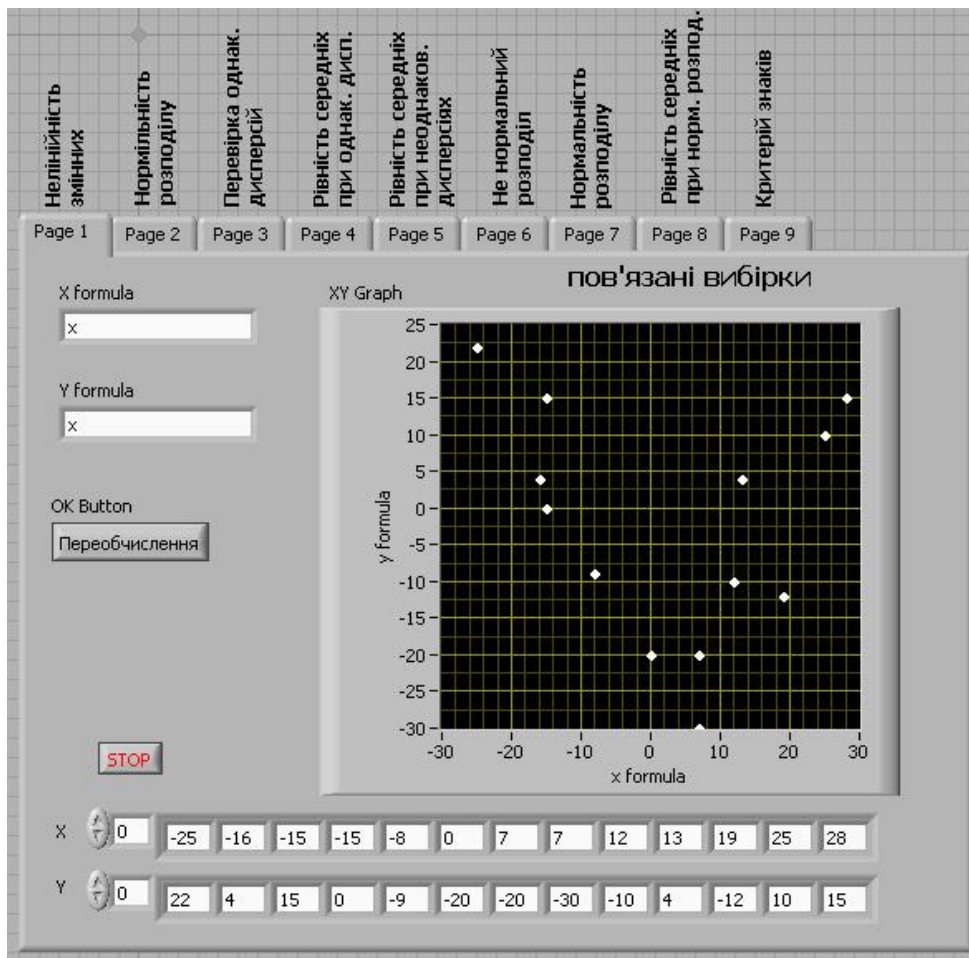 Нелінійність
змінних
Нормільність
розподілу
Перевірка однак.
дисперсій
Рівність середніх
при однак. дисп.
Рівність середніх
при неоднаков.
дисперсіях
Не нормальний
розподіл
Нормальність
розподілу
Рівність середніх
при норм. розпод.
Критерій знаків
Page 1 Page 2 Page 3 Page 4 Page 5 Page 6 Page 7 Page 8 Page 9
пов'язані вибірки
X formula
x
Y formula
x
OK Button
Переобчислення
STOP
XY Graph
25
20
15
10
5
0
-5
-10
-15
-20
-25
-30
y formula
-30 -20 -10 0 10 20 30
x formula
X 0 -25 -16 -15 -15 -8 0 7 7 12 13 19 25 28
Y 0 22 4 15 0 -9 -20 -20 -30 -10 4 -12 10 15